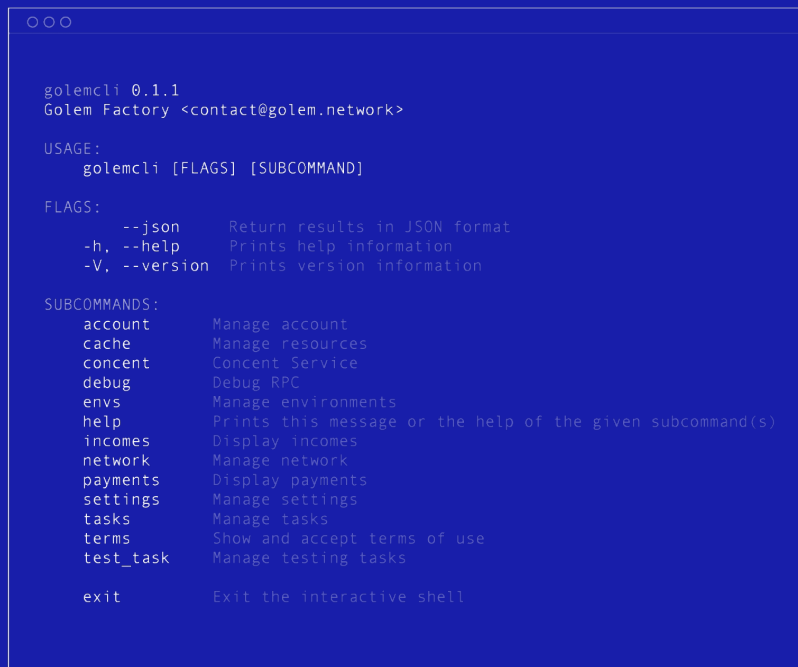 golemcli 0.1.1
Golem Factory <contact@golem.network>
USAGE:
golemcli [FLAGS] [SUBCOMMAND]
FLAGS:
--json Return results in JSON format
-h, --help Prints help information
-V, --version Prints version information
SUBCOMMANDS:
account Manage account
cache Manage resources
concent Concent Service
debug Debug RPC
envs Manage environments
help Prints this message or the help of the given subcommand(s)
incomes Display incomes
network Manage network
payments Display payments
settings Manage settings
tasks Manage tasks
terms Show and accept terms of use
test_task Manage testing tasks
exit Exit the interactive shell